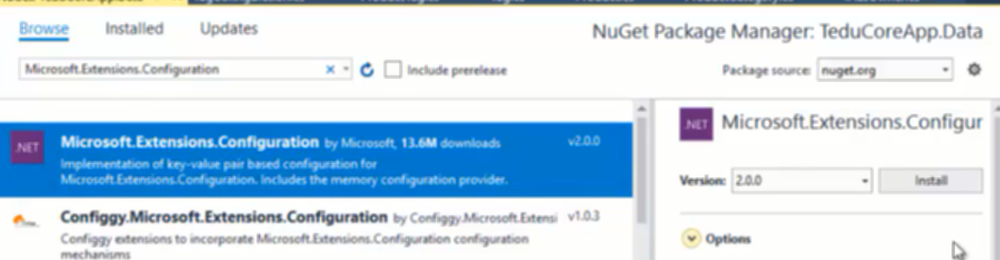 Browse Installed Updates
NuGet Package Manager: TeduCoreApp.Data
Microsoft.Extensions.Configuration
Include prerelease
Package source: nuget.org
.NET
Microsoft.Extensions.Configuration by Microsoft, 13.6M downloads v2.0.0
Implementation of key-value pair based configuration for
Microsoft.Extensions.Configuration. Includes the memory configuration provider.
Configgy.Microsoft.Extensions.Configuration by Configgy.Microsoft.Extensi v1.0.3
Configgy extensions to incorporate Microsoft.Extensions.Configuration configuration
mechanisms
.NET
Microsoft.Extensions.Configur
Version: 2.0.0 Install
Options